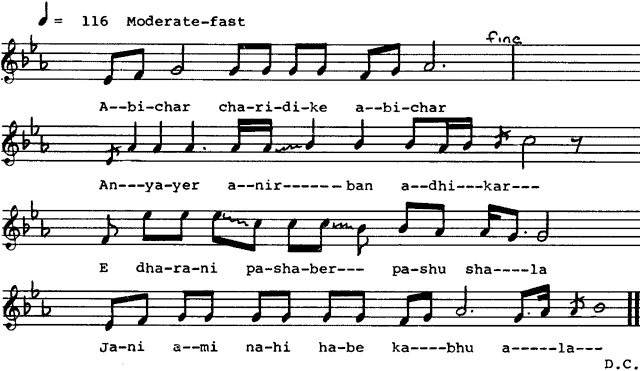 = 116 Moderate-fast
fine
A--bi-char cha-ri-di-ke a--bi-char
An---ya-yer a-nir------ban a--dhi---kar---
E dha-ra-ni pa-sha-ber--- pa-shu sha----la
Ja-ni a--mi na-hi ha-be ka----bhu a-----la---
D.C.